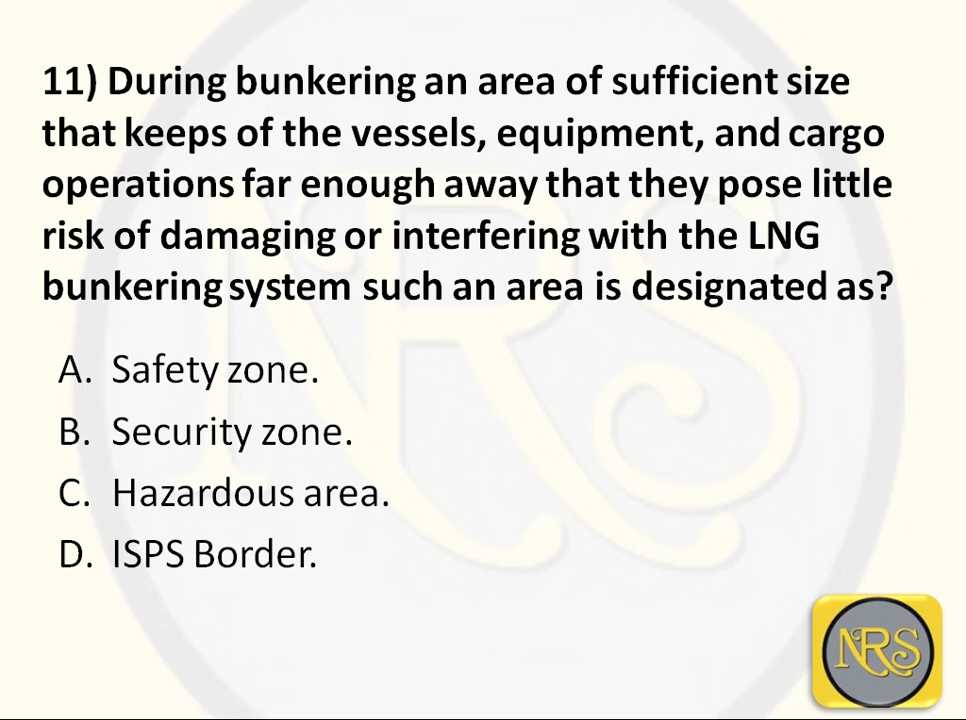 11) During bunkering an area of sufficient size
that keeps of the vessels, equipment, and cargo
operations far enough away that they pose little
risk of damaging or interfering with the LNG
bunkering system such an area is designated as?
A. Safety zone.
B. Security zone.
C. Hazardous area.
D. ISPS Border.
NRS
NRS